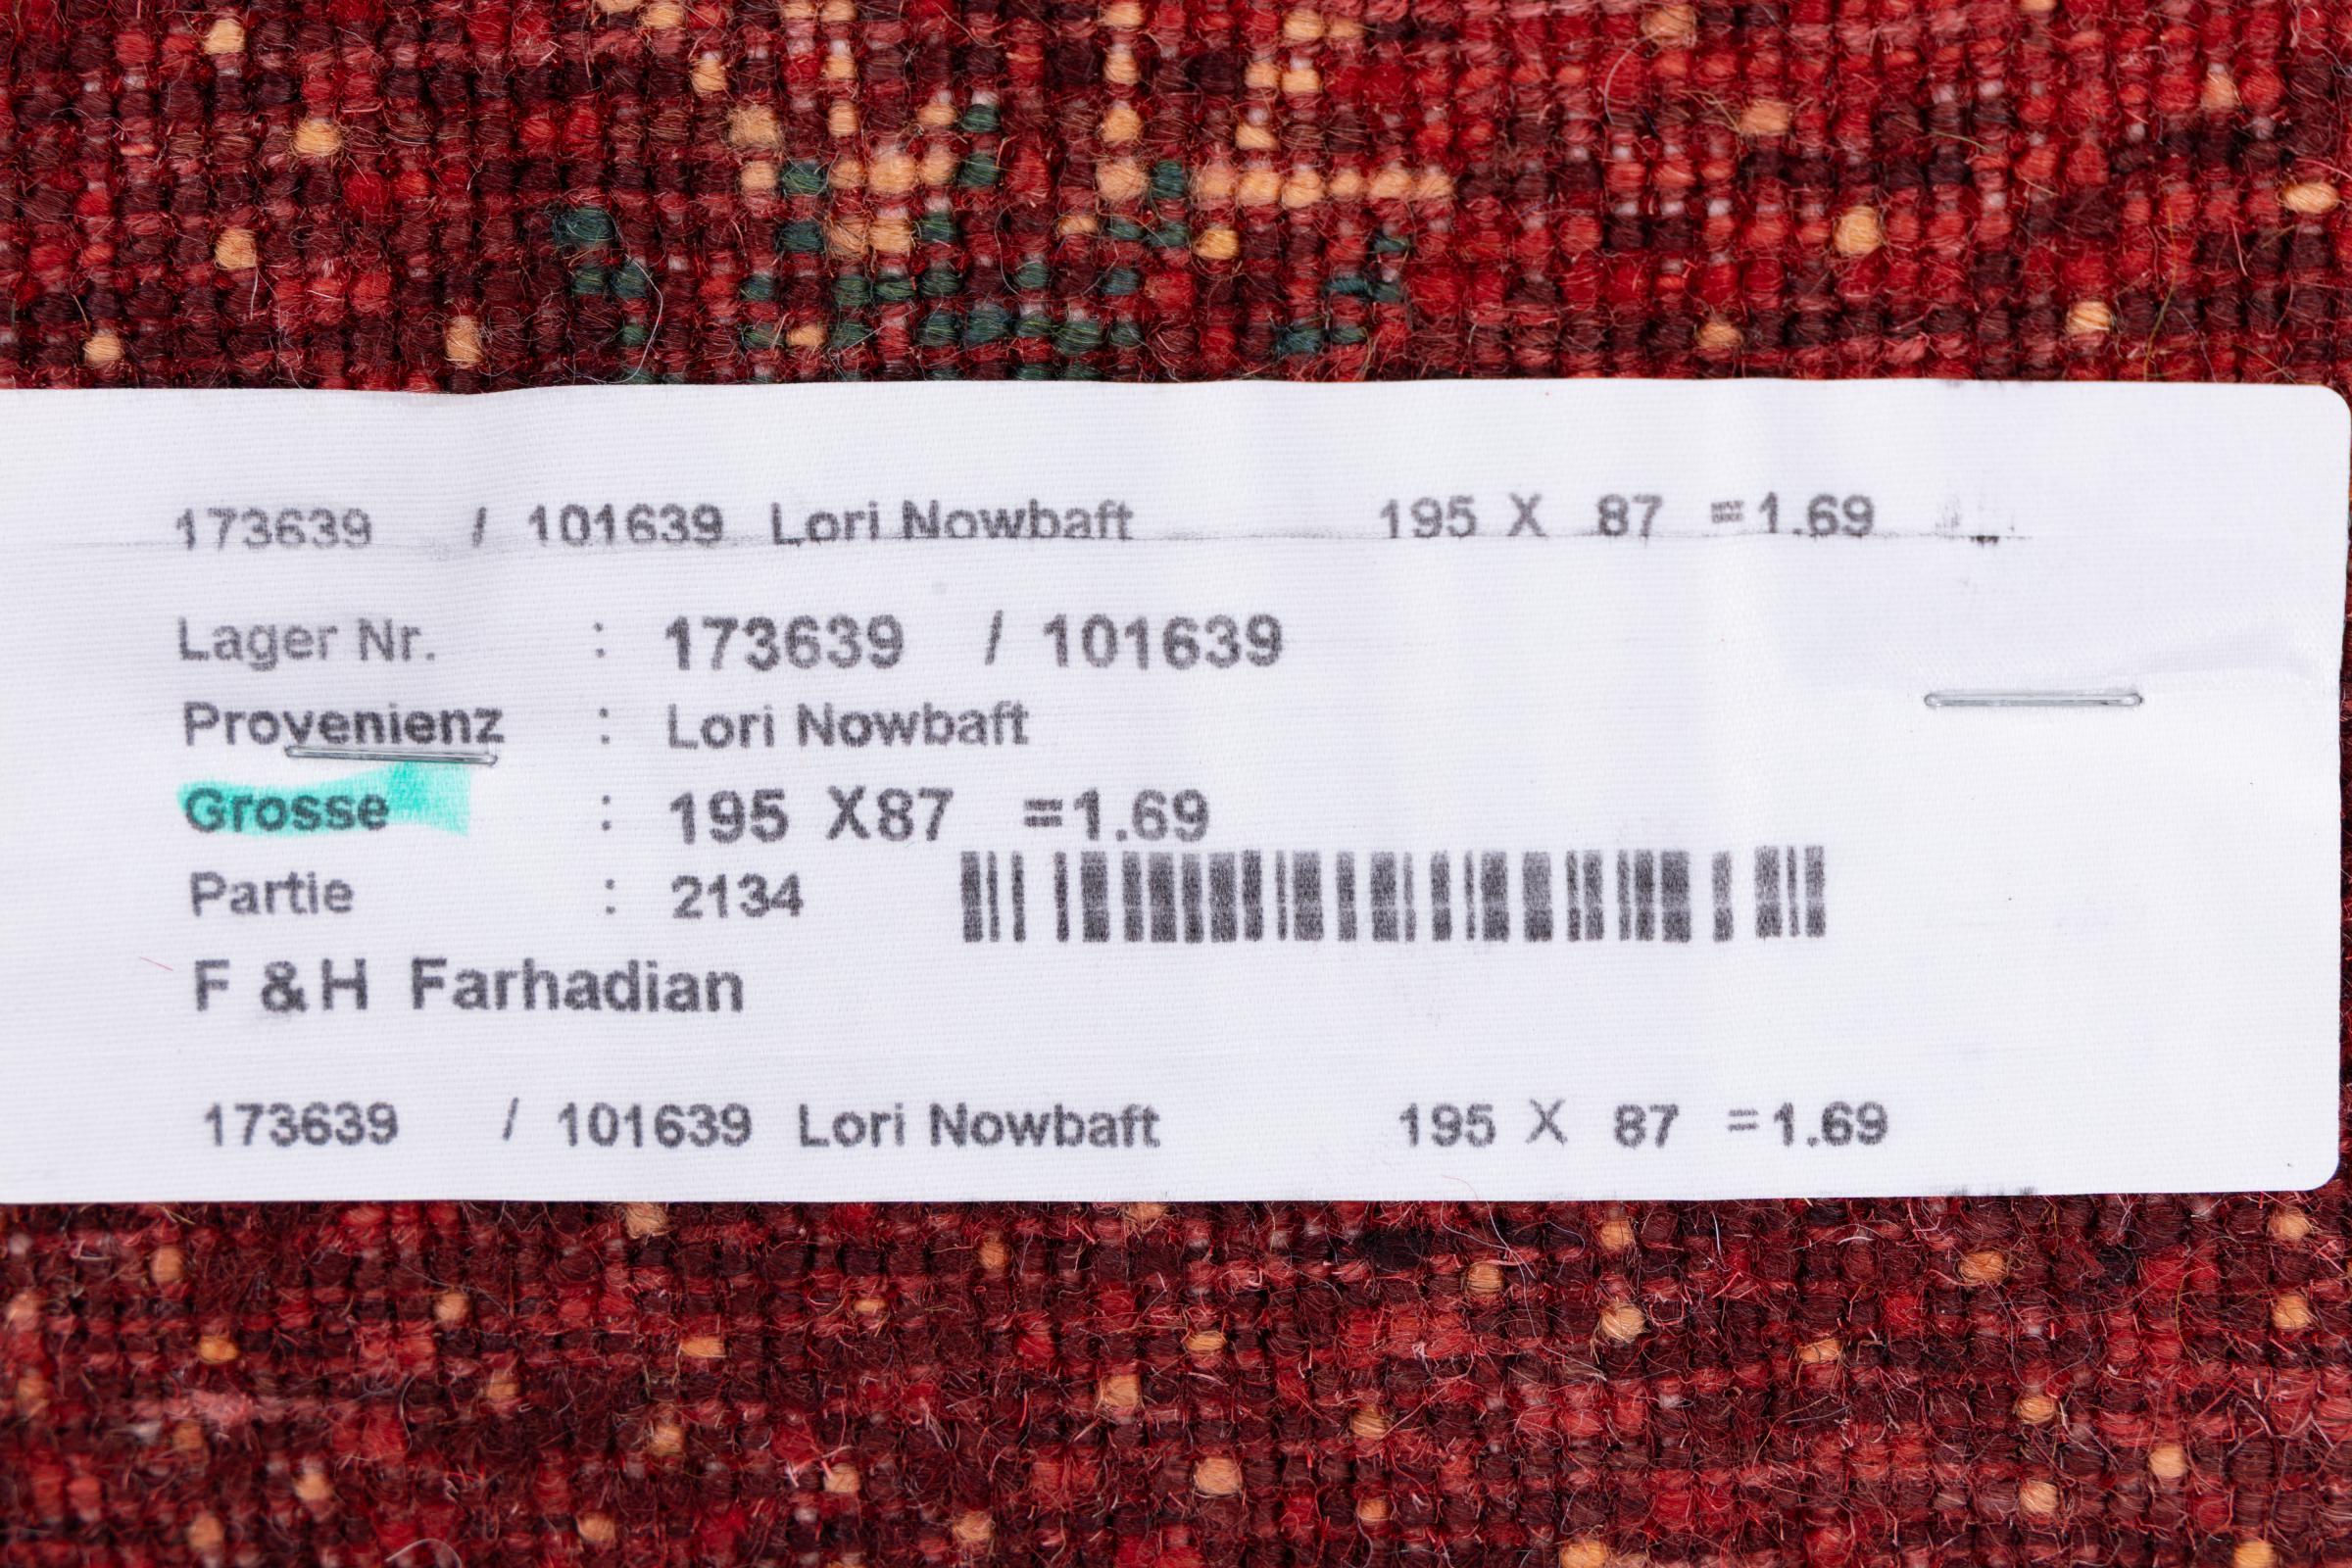 173639 / 101639 Lori Nowbaft 195 X 87 =1.69
Lager Nr. : 173639 / 101639
Provenienz : Lori Nowbaft
Grosse : 195 X87 =1.69
Partie : 2134
F &H Farhadian
173639 / 101639 Lori Nowbaft 195 X 87 =1.69